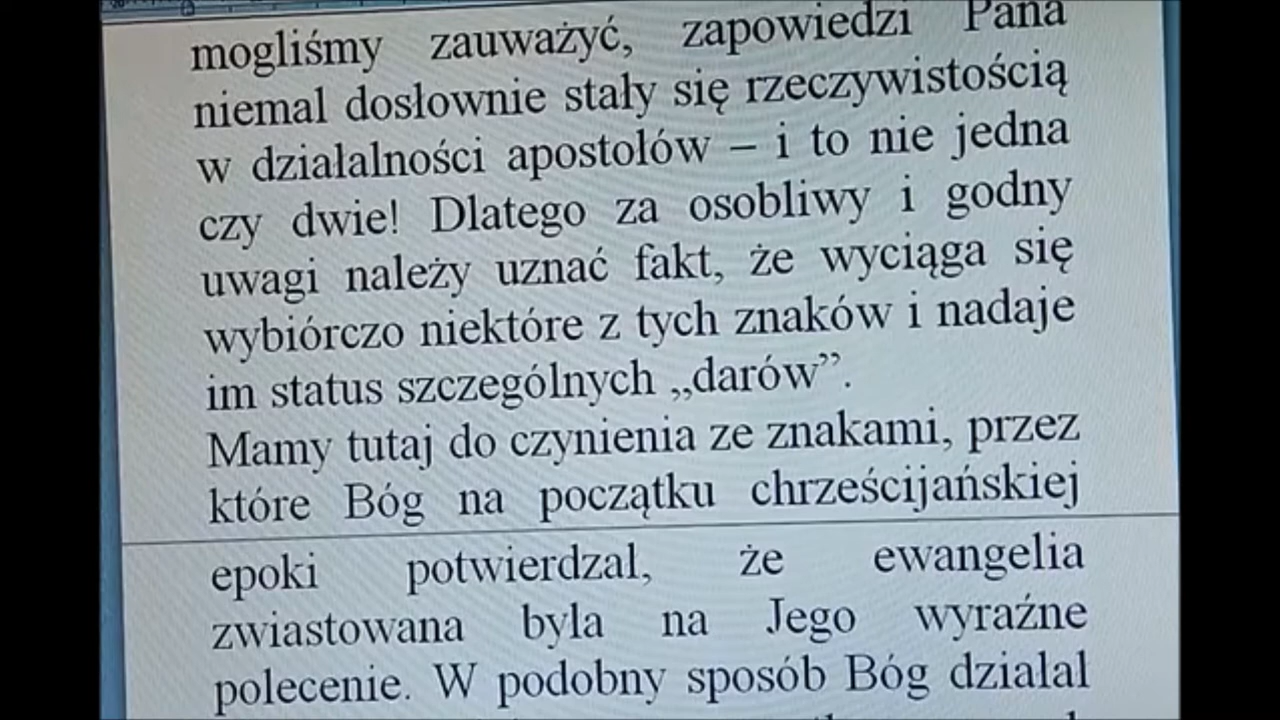 mogliśmy zauważyć, zapowiedzi Pana
niemal dosłownie stały się rzeczywistością
w działalności apostołów – i to nie jedna
czy dwie! Dlatego za osobliwy i godny
uwagi należy uznać fakt, że wyciąga się
wybiórczo niektóre z tych znaków i nadaje
im status szczególnych „darów”.
Mamy tutaj do czynienia ze znakami, przez
które Bóg na początku chrześcijańskiej
epoki potwierdzał, że ewangelia
zwiastowana była na Jego wyraźne
polecenie. W podobny sposób Bóg działał